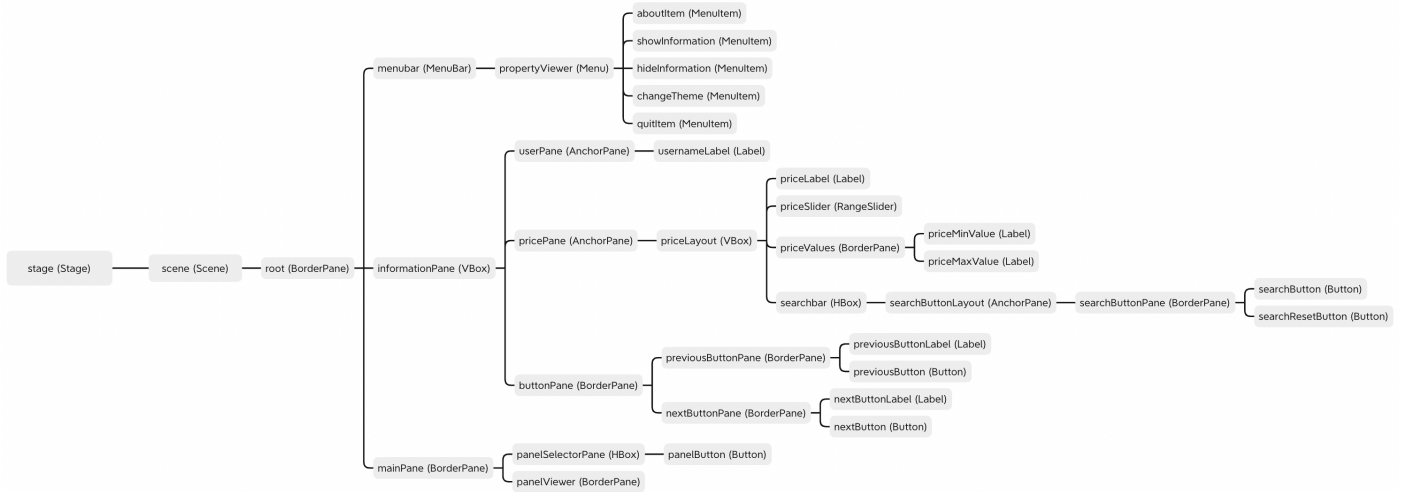 stage (Stage)
scene (Scene)
root (BorderPane)
menubar (MenuBar)
propertyViewer (Menu)
aboutItem (MenuItem)
showInformation (MenuItem)
hideInformation (MenuItem)
changeTheme (MenuItem)
quitItem (MenuItem)
informationPane (VBox)
userPane (AnchorPane)
usernameLabel (Label)
pricePane (AnchorPane)
priceLayout (VBox)
priceLabel (Label)
priceSlider (RangeSlider)
priceValues (BorderPane)
priceMinValue (Label)
priceMaxValue (Label)
searchbar (HBox)
searchButtonLayout (AnchorPane)
searchButtonPane (BorderPane)
searchButton (Button)
searchResetButton (Button)
buttonPane (BorderPane)
previousButtonPane (BorderPane)
previousButtonLabel (Label)
previousButton (Button)
nextButtonPane (BorderPane)
nextButtonLabel (Label)
nextButton (Button)
mainPane (BorderPane)
panelSelectorPane (HBox)
panelButton (Button)
panelViewer (BorderPane)